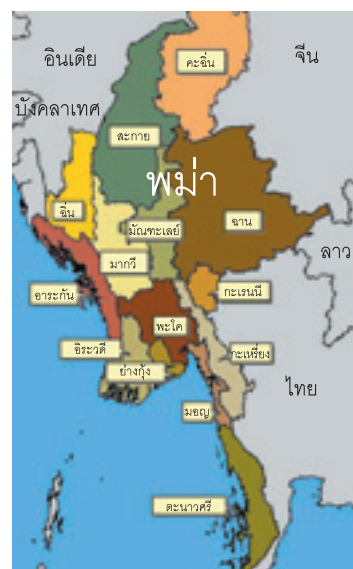 อินเดีย
คะฉิ่น
จีน
บังคลาเทศ
สะกาย
พม่า
ฉิ่น
มัณฑะเลย์
ฉาน
ลาว
มากวี
อาระกัน
กะเรนนี
พะโค
อิระวดี
กะเหรี่ยง
ย่างกุ้ง
ไทย
มอญ
ตะนาวศรี